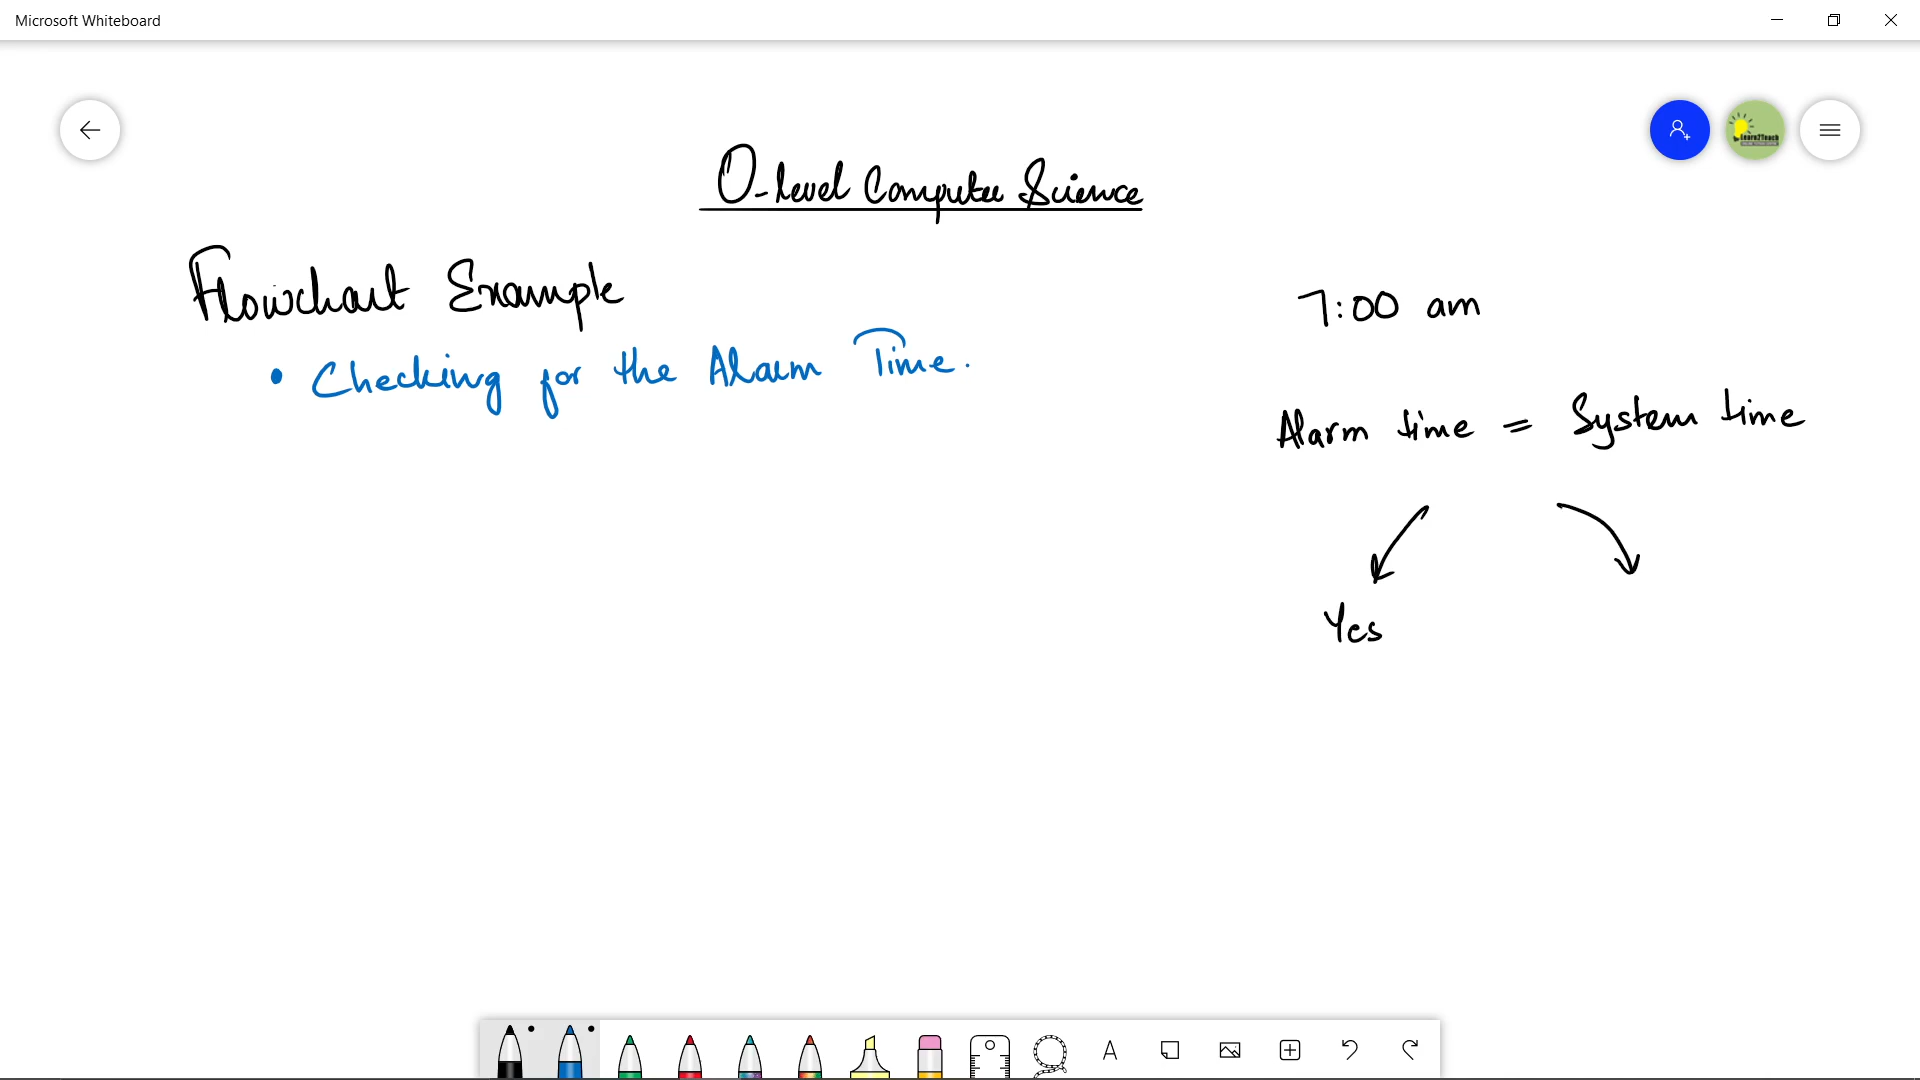 Microsoft Whiteboard
O-level Computer Science
Flowchart Example
• Checking for the Alarm Time.
7:00 am
Alarm time = System time
Yes
Learn2Teach